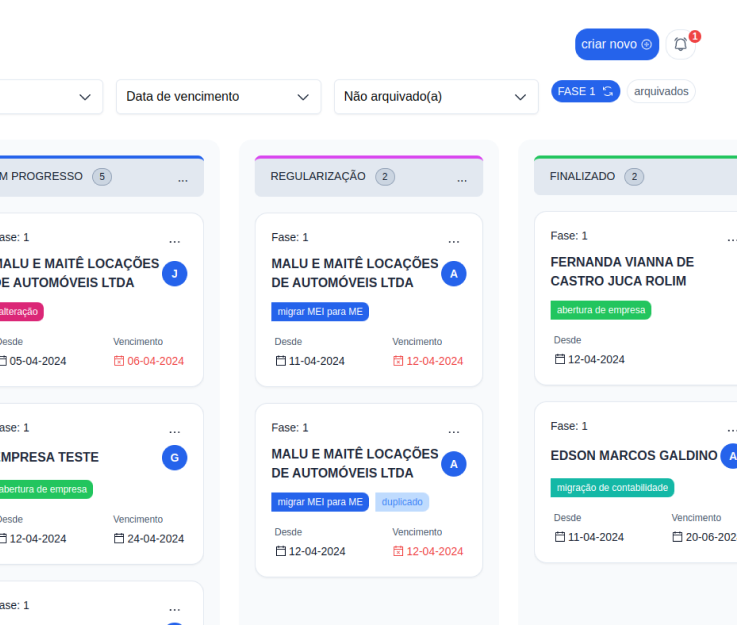 criar novo
1
Data de vencimento
Não arquivado(a)
FASE 1
arquivados
M PROGRESSO 5 ...
ase: 1 ...
MALU E MAITÊ LOCAÇÕES
DE AUTOMÓVEIS LTDA
J
alteração
Desde Vencimento
05-04-2024 06-04-2024
ase: 1 ...
EMPRESA TESTE
G
abertura de empresa
Desde Vencimento
12-04-2024 24-04-2024
ase: 1 ...
REGULARIZAÇÃO 2 ...
Fase: 1 ...
MALU E MAITÊ LOCAÇÕES
DE AUTOMÓVEIS LTDA
A
migrar MEI para ME
Desde Vencimento
11-04-2024 12-04-2024
Fase: 1 ...
MALU E MAITÊ LOCAÇÕES
DE AUTOMÓVEIS LTDA
A
migrar MEI para ME duplicado
Desde Vencimento
12-04-2024 12-04-2024
FINALIZADO 2
Fase: 1 ...
FERNANDA VIANNA DE
CASTRO JUCA ROLIM
abertura de empresa
Desde
12-04-2024
Fase: 1 ...
EDSON MARCOS GALDINO
A
migração de contabilidade
Desde Vencimento
11-04-2024 20-06-202